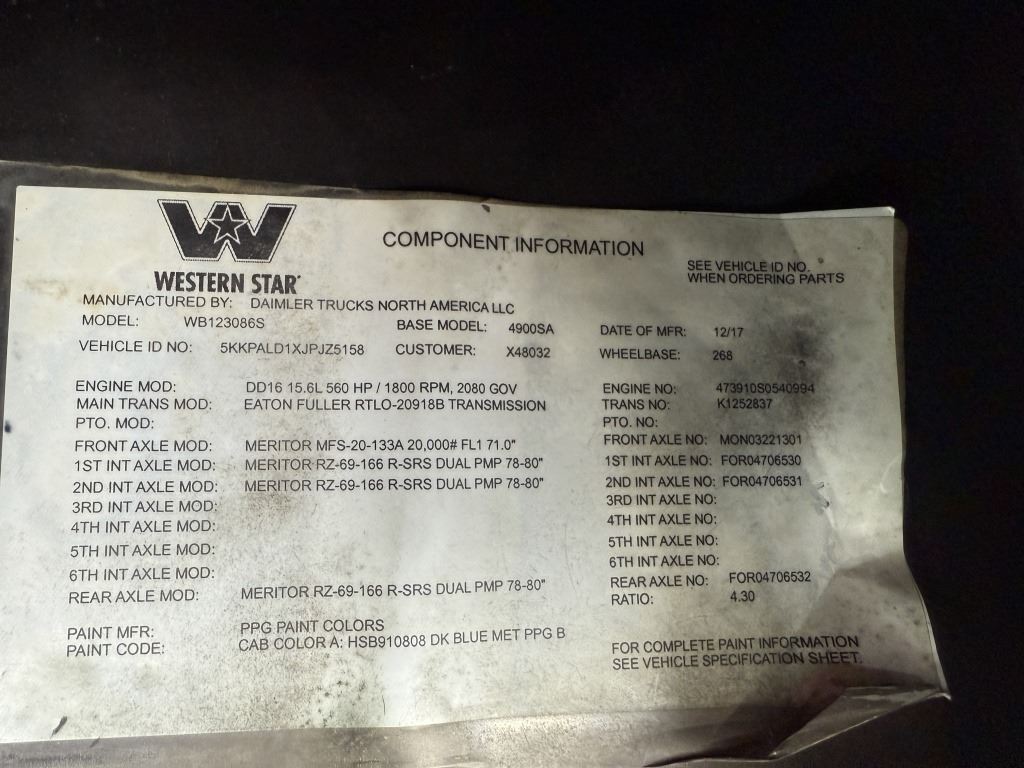 W
WESTERN STAR
COMPONENT INFORMATION
SEE VEHICLE ID NO.
WHEN ORDERING PARTS
MANUFACTURED BY: DAIMLER TRUCKS NORTH AMERICA LLC
MODEL: WB123086S BASE MODEL: 4900SA DATE OF MFR: 12/17
VEHICLE ID NO: 5KKPALD1XJPJZ5158 CUSTOMER: X48032 WHEELBASE: 268
ENGINE MOD: DD16 15.6L 560 HP / 1800 RPM, 2080 GOV ENGINE NO: 473910S0540994
MAIN TRANS MOD: EATON FULLER RTLO-20918B TRANSMISSION TRANS NO: K1252837
PTO. MOD: PTO. NO:
FRONT AXLE MOD: MERITOR MFS-20-133A 20,000# FL1 71.0" FRONT AXLE NO: MON03221301
1ST INT AXLE MOD: MERITOR RZ-69-166 R-SRS DUAL PMP 78-80" 1ST INT AXLE NO: FOR04706530
2ND INT AXLE MOD: MERITOR RZ-69-166 R-SRS DUAL PMP 78-80" 2ND INT AXLE NO: FOR04706531
3RD INT AXLE MOD: 3RD INT AXLE NO:
4TH INT AXLE MOD: 4TH INT AXLE NO:
5TH INT AXLE MOD: 5TH INT AXLE NO:
6TH INT AXLE MOD: 6TH INT AXLE NO:
REAR AXLE MOD: MERITOR RZ-69-166 R-SRS DUAL PMP 78-80" REAR AXLE NO: FOR04706532
RATIO: 4.30
PAINT MFR: PPG PAINT COLORS
PAINT CODE: CAB COLOR A: HSB910808 DK BLUE MET PPG B
FOR COMPLETE PAINT INFORMATION
SEE VEHICLE SPECIFICATION SHEET.